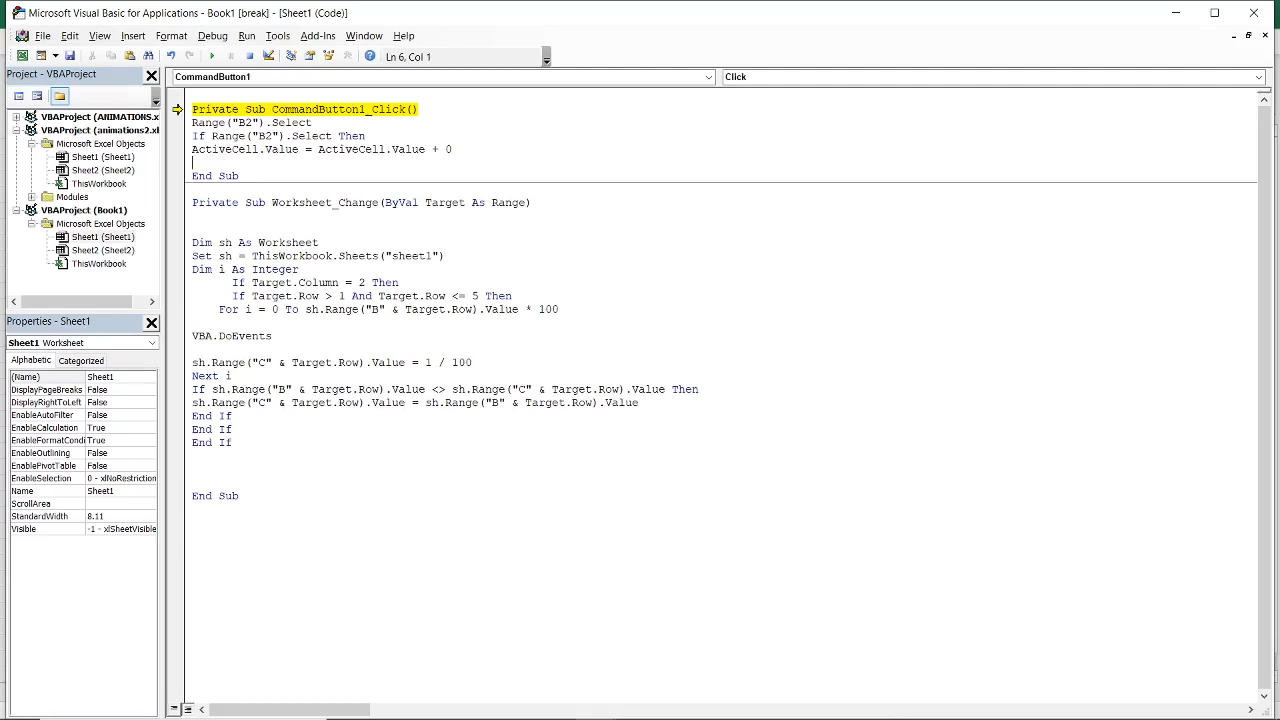 Microsoft Visual Basic for Applications - Book1 [break] - [Sheet1 (Code)]
File Edit View Insert Format Debug Run Tools Add-Ins Window Help
Ln 6, Col 1
Project - VBAProject
CommandButton1 Click
VBAProject (ANIMATIONS.x
VBAProject (animations2.xl
Microsoft Excel Objects
Sheet1 (Sheet1)
Sheet2 (Sheet2)
ThisWorkbook
Modules
VBAProject (Book1)
Microsoft Excel Objects
Sheet1 (Sheet1)
Sheet2 (Sheet2)
ThisWorkbook
Properties - Sheet1
Sheet1 Worksheet
Alphabetic Categorized
(Name) Sheet1
DisplayPageBreaks False
DisplayRightToLeft False
EnableAutoFilter False
EnableCalculation True
EnableFormatCondi True
EnableOutlining False
EnablePivotTable False
EnableSelection 0 - xlNoRestriction
Name Sheet1
ScrollArea
StandardWidth 8.11
Visible -1 - xlSheetVisible
Private Sub CommandButton1_Click()
Range("B2").Select
If Range("B2").Select Then
ActiveCell.Value = ActiveCell.Value + 0
End Sub
Private Sub Worksheet_Change(ByVal Target As Range)
Dim sh As Worksheet
Set sh = ThisWorkbook.Sheets("sheet1")
Dim i As Integer
If Target.Column = 2 Then
If Target.Row > 1 And Target.Row <= 5 Then
For i = 0 To sh.Range("B" & Target.Row).Value * 100
VBA.DoEvents
sh.Range("C" & Target.Row).Value = 1 / 100
Next i
If sh.Range("B" & Target.Row).Value <> sh.Range("C" & Target.Row).Value Then
sh.Range("C" & Target.Row).Value = sh.Range("B" & Target.Row).Value
End If
End If
End If
End Sub